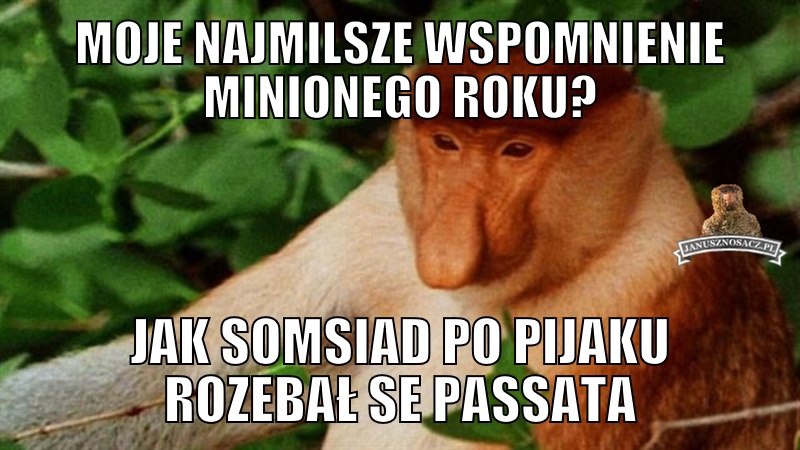 MOJE NAJMILSZE WSPOMNIENIE
MINIONEGO ROKU?
JANUSZNOSACZ.PL
JAK SOMSIAD PO PIJAKU
ROZEBAŁ SE PASSATA